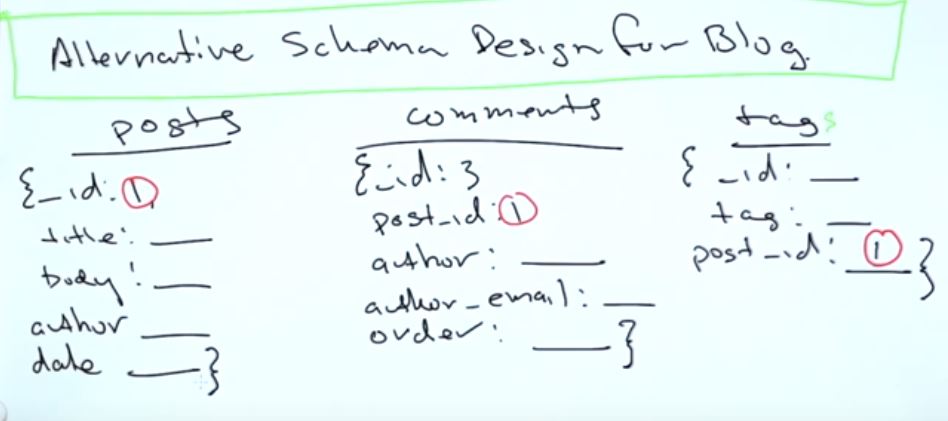 Alternative Schema Design for Blog.
posts
{_id: 1,
title: ___
body: ___
author ___
date ___}
comments
{_id: 3
post_id: 1
author: ___
author_email: ___
order: ___}
tags
{ _id: ___
tag: ___
post_id: 1 }